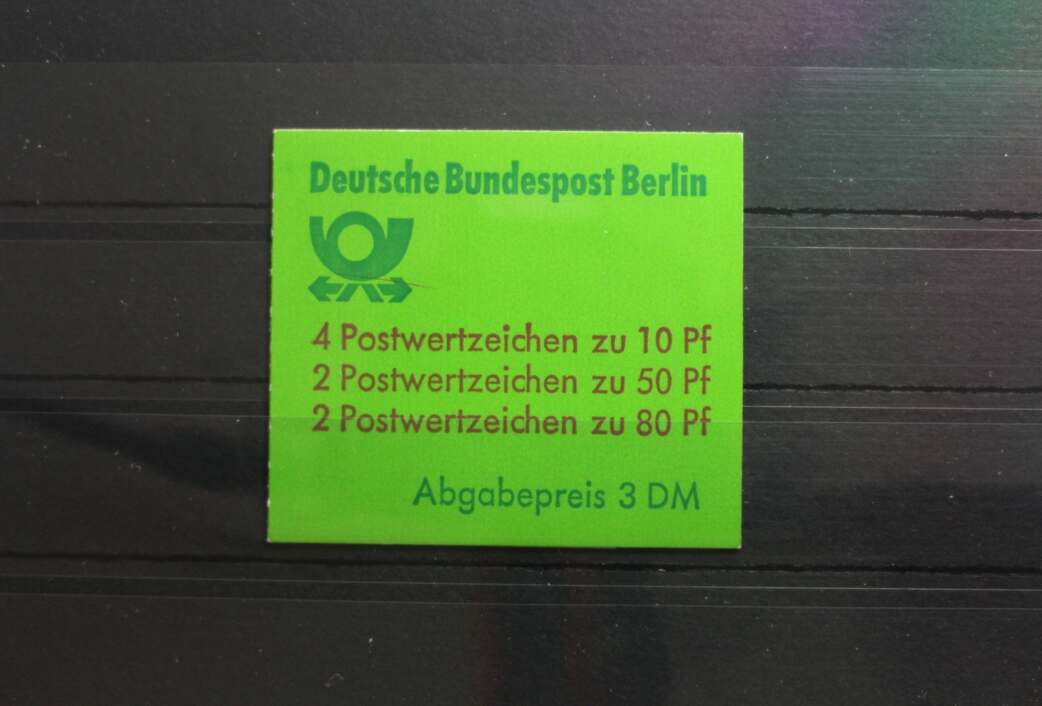 Deutsche Bundespost Berlin
4 Postwertzeichen zu 10 Pf
2 Postwertzeichen zu 50 Pf
2 Postwertzeichen zu 80 Pf
Abgabepreis 3 DM